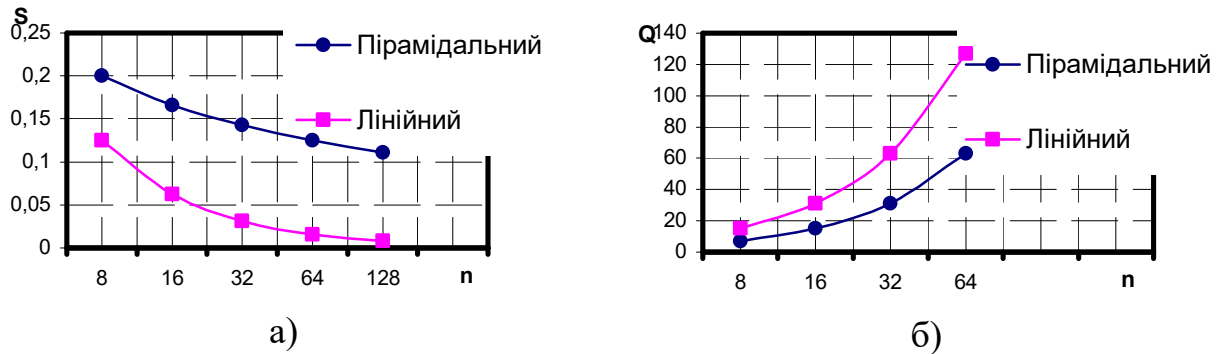 S
0,25
0,2
0,15
0,1
0,05
0
8 16 32 64 128 n
Пірамідальний
Лінійний
а)
Q
140
120
100
80
60
40
20
0
8 16 32 64 n
Пірамідальний
Лінійний
б)